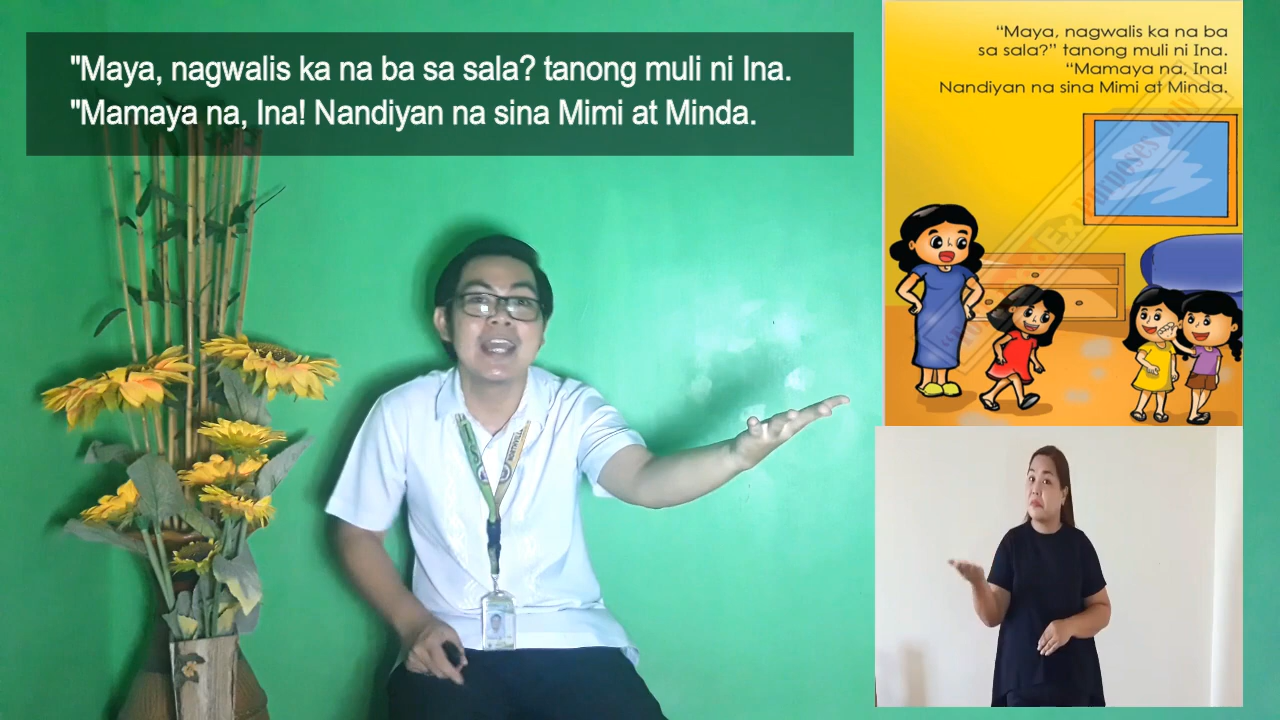 "Maya, nagwalis ka na ba sa sala? tanong muli ni Ina.
"Mamaya na, Ina! Nandiyan na sina Mimi at Minda.
“Maya, nagwalis ka na ba
sa sala?” tanong muli ni Ina.
“Mamaya na, Ina!
Nandiyan na sina Mimi at Minda.